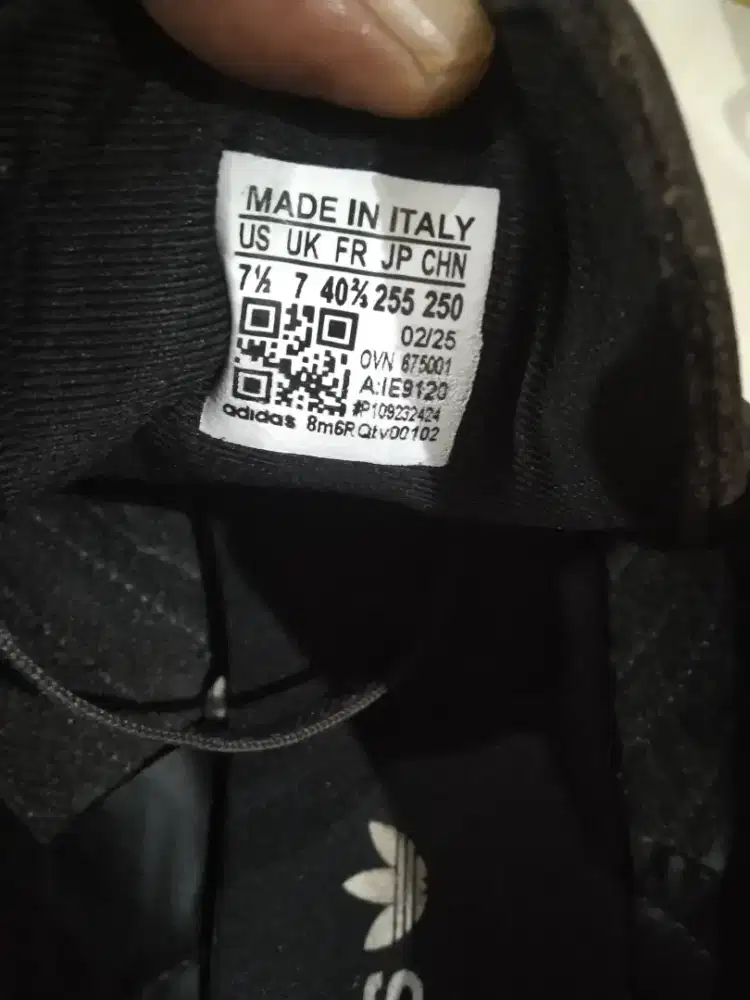 MADE IN ITALY
US UK FR JP CHN
7½ 7 40⅔ 255 250
02/25
OVN 675001
A:IE9120
#P109232424
adidas 8m6RQtv00102
S